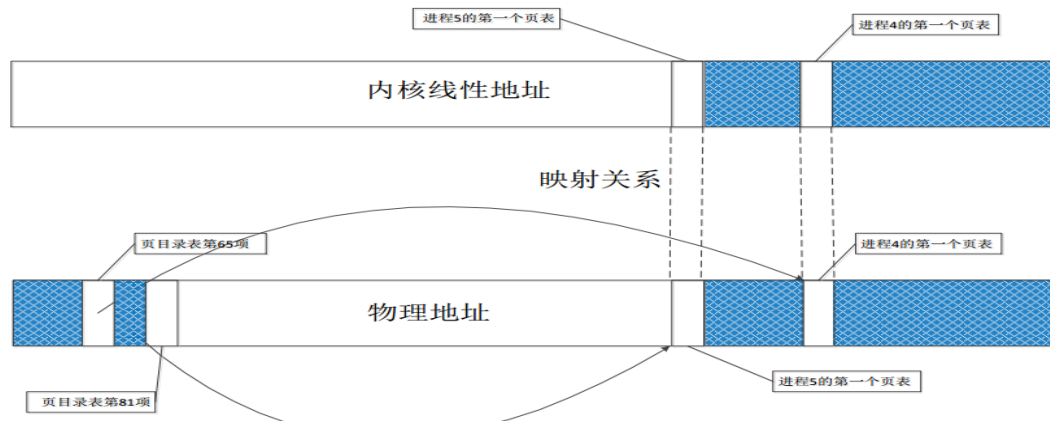 进程5的第一个页表
进程4的第一个页表
内核线性地址
映射关系
页目录表第65项
进程4的第一个页表
物理地址
页目录表第81项
进程5的第一个页表